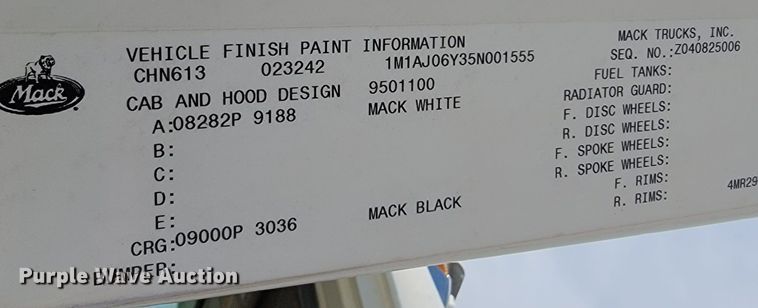 Mack
VEHICLE FINISH PAINT INFORMATION
CHN613 023242 1M1AJ06Y35N001555
CAB AND HOOD DESIGN 9501100
A:08282P 9188 MACK WHITE
B:
C:
D:
E:
CRG:09000P 3036 MACK BLACK
MACK TRUCKS, INC.
SEQ. NO.:Z040825006
FUEL TANKS:
RADIATOR GUARD:
F. DISC WHEELS:
R. DISC WHEELS:
F. SPOKE WHEELS:
R. SPOKE WHEELS:
F. RIMS:
R. RIMS:
4MR29
Purple Wave Auction